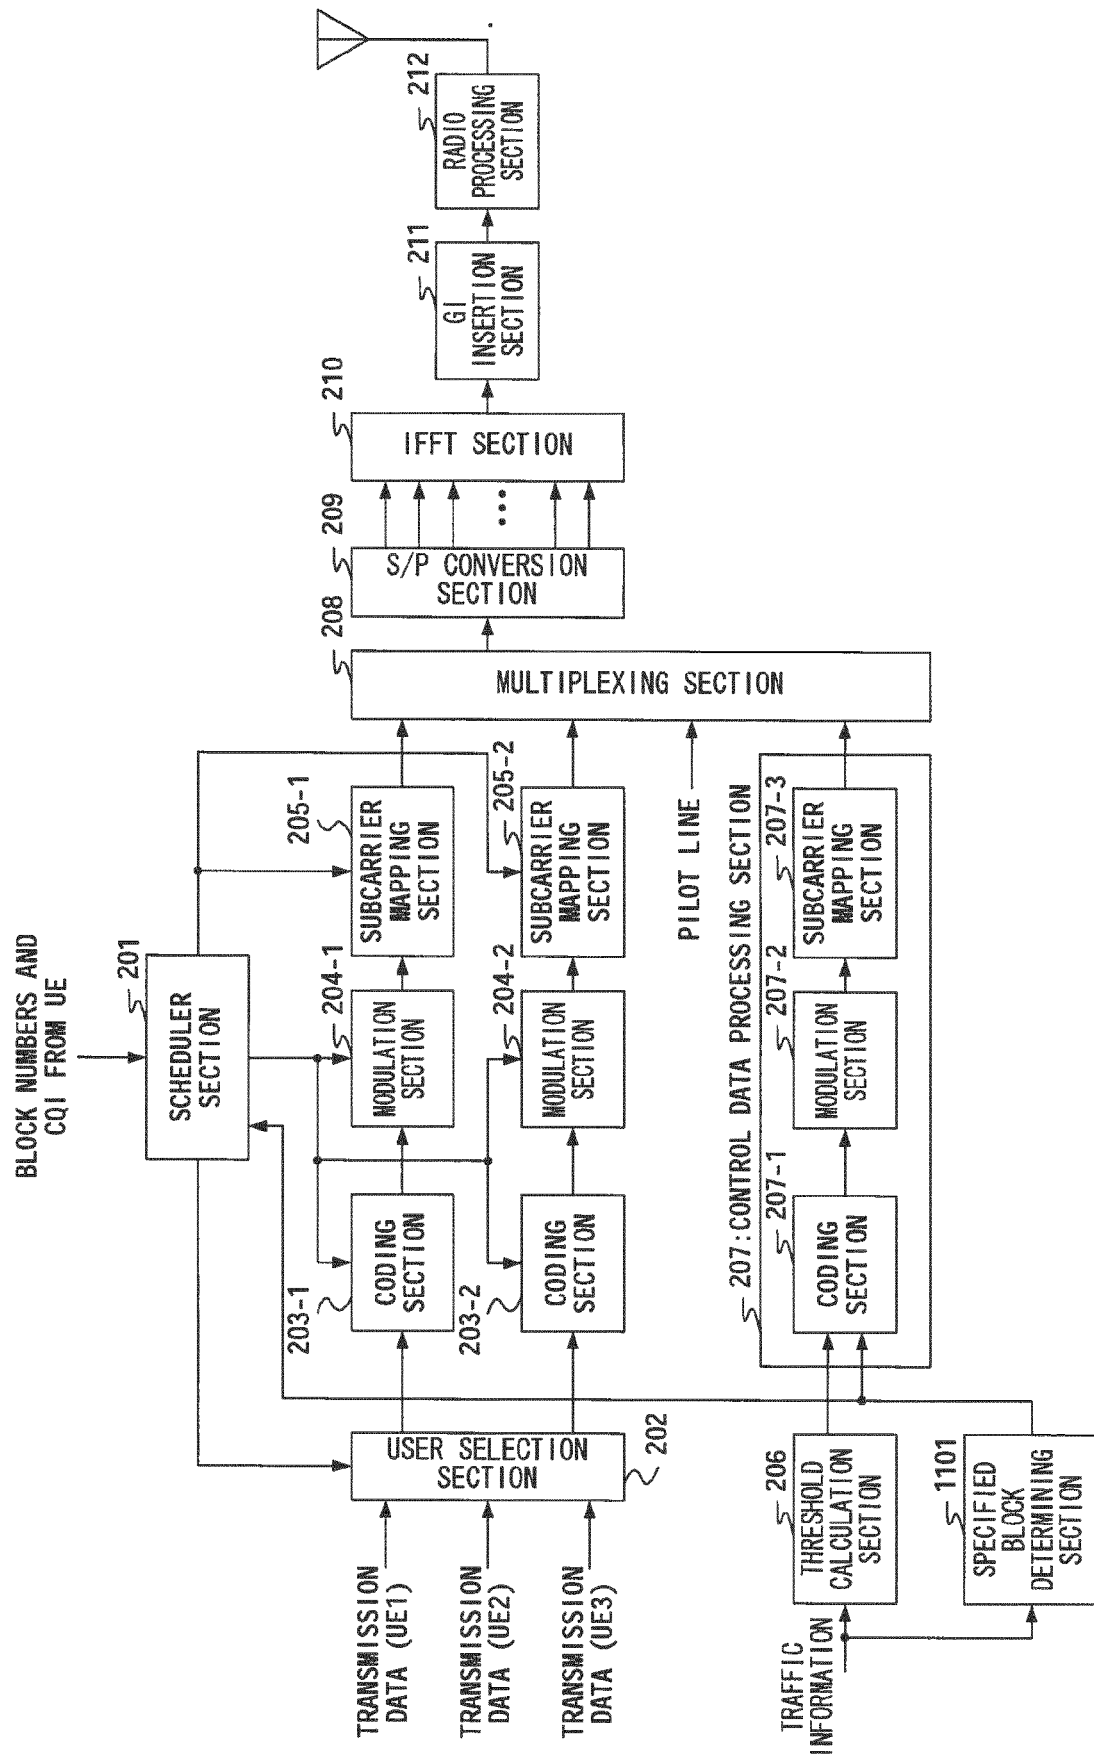 BLOCK NUMBERS AND
CQI FROM UE
201
SCHEDULER
SECTION
TRANSMISSION
DATA (UE1)
TRANSMISSION
DATA (UE2)
TRANSMISSION
DATA (UE3)
USER SELECTION
SECTION
202
203-1
CODING
SECTION
204-1
MODULATION
SECTION
205-1
SUBCARRIER
MAPPING
SECTION
203-2
CODING
SECTION
204-2
MODULATION
SECTION
205-2
SUBCARRIER
MAPPING
SECTION
PILOT LINE
208
MULTIPLEXING SECTION
209
S/P CONVERSION
SECTION
210
IFFT SECTION
211
GI
INSERTION
SECTION
212
RADIO
PROCESSING
SECTION
TRAFFIC
INFORMATION
206
THRESHOLD
CALCULATION
SECTION
1101
SPECIFIED
BLOCK
DETERMINING
SECTION
207:CONTROL DATA PROCESSING SECTION
207-1
CODING
SECTION
207-2
MODULATION
SECTION
207-3
SUBCARRIER
MAPPING
SECTION